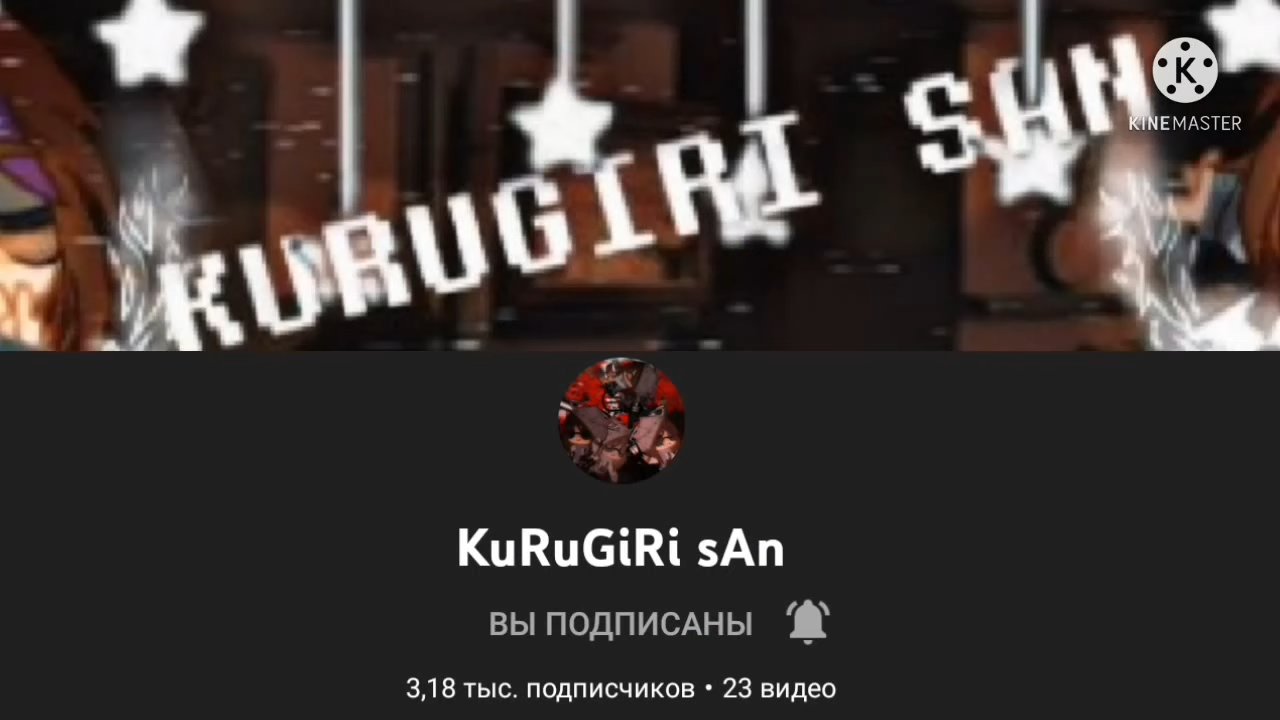 KURUGIRI SAN
KINEMASTER
KuRuGiRi sAn
ВЫ ПОДПИСАНЫ
3,18 тыс. подписчиков • 23 видео